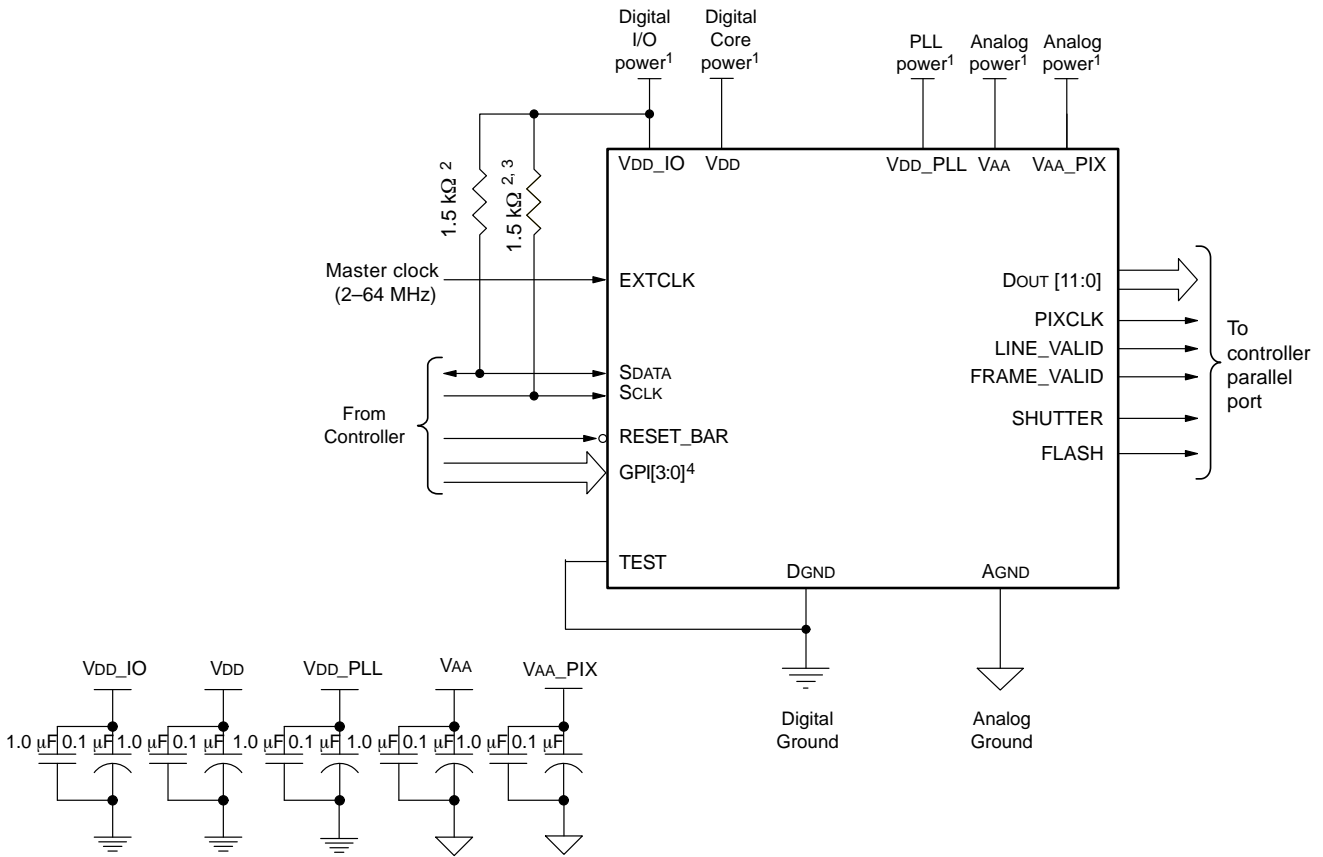 Digital
I/O
power1
Digital
Core
power1
PLL
power1
Analog
power1
Analog
power1
1.5 kΩ 2
1.5 kΩ 2, 3
VDD_IO
VDD
VDD_PLL
VAA
VAA_PIX
Master clock
(2–64 MHz)
EXTCLK
SDATA
SCLK
From
Controller
RESET_BAR
GPI[3:0]4
TEST
DOUT [11:0]
PIXCLK
LINE_VALID
FRAME_VALID
SHUTTER
FLASH
To
controller
parallel
port
DGND
AGND
Digital
Ground
Analog
Ground
VDD_IO
VDD
VDD_PLL
VAA
VAA_PIX
1.0 μF 0.1 μF 1.0 μF 0.1 μF 1.0 μF 0.1 μF 1.0 μF 0.1 μF 1.0 μF 0.1 μF